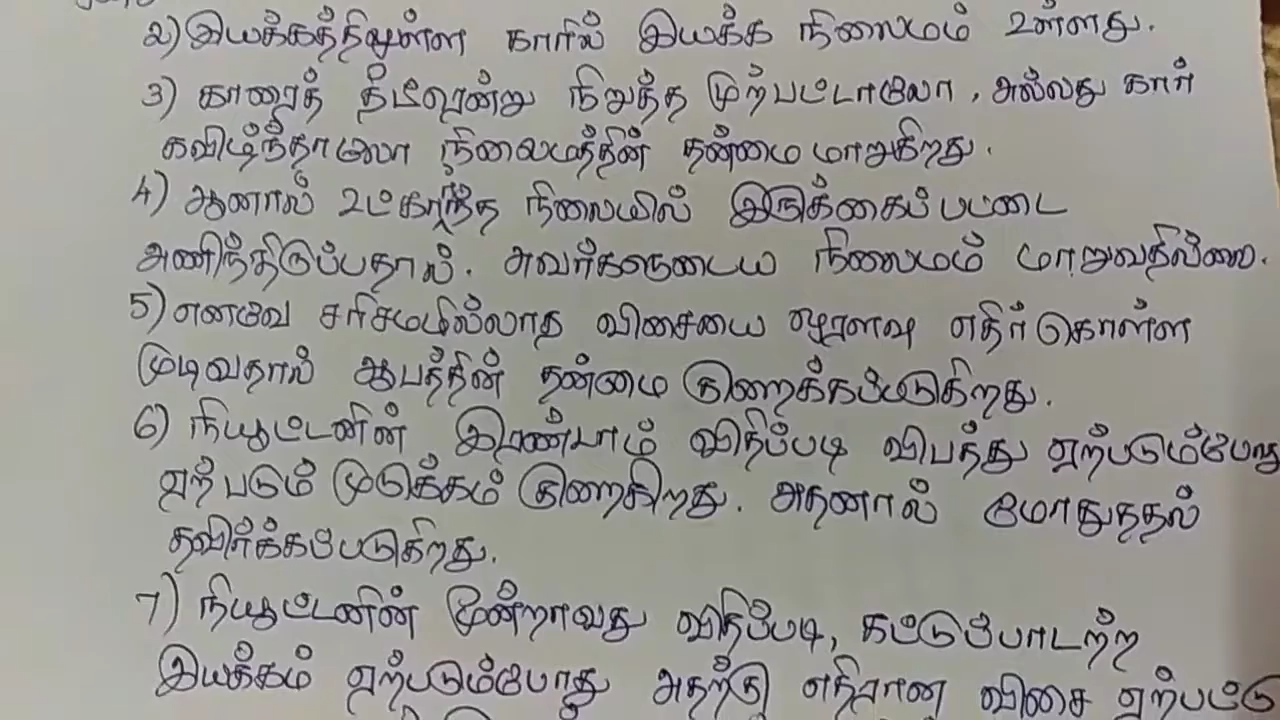 2) இயக்கத்திலுள்ள காரில் இயக்க நிலைமம் உள்ளது.
3) காரைத் திடீரென்று நிறுத்த முற்பட்டாலோ, அல்லது கார்
கவிழ்ந்தாலோ நிலைமத்தின் தன்மை மாறுகிறது.
4) ஆனால் உட்கார்ந்த நிலையில் இருக்கைப்பட்டை
அணிந்திருப்பதால். அவர்களுடைய நிலைமம் மாறுவதில்லை.
5) எனவே சரிசமமில்லாத விசையை ஓரளவு எதிர் கொள்ள
முடிவதால் ஆபத்தின் தன்மை குறைக்கப்படுகிறது.
6) நியூட்டனின் இரண்டாம் விதிப்படி விபத்து ஏற்படும்போது
ஏற்படும் முடுக்கம் குறைகிறது. அதனால் மோதுதல்
தவிர்க்கப்படுகிறது.
7) நியூட்டனின் மூன்றாவது விதிப்படி, கட்டுப்பாடற்ற
இயக்கம் ஏற்படும்போது அதற்கு எதிரான விசை ஏற்பட்டு